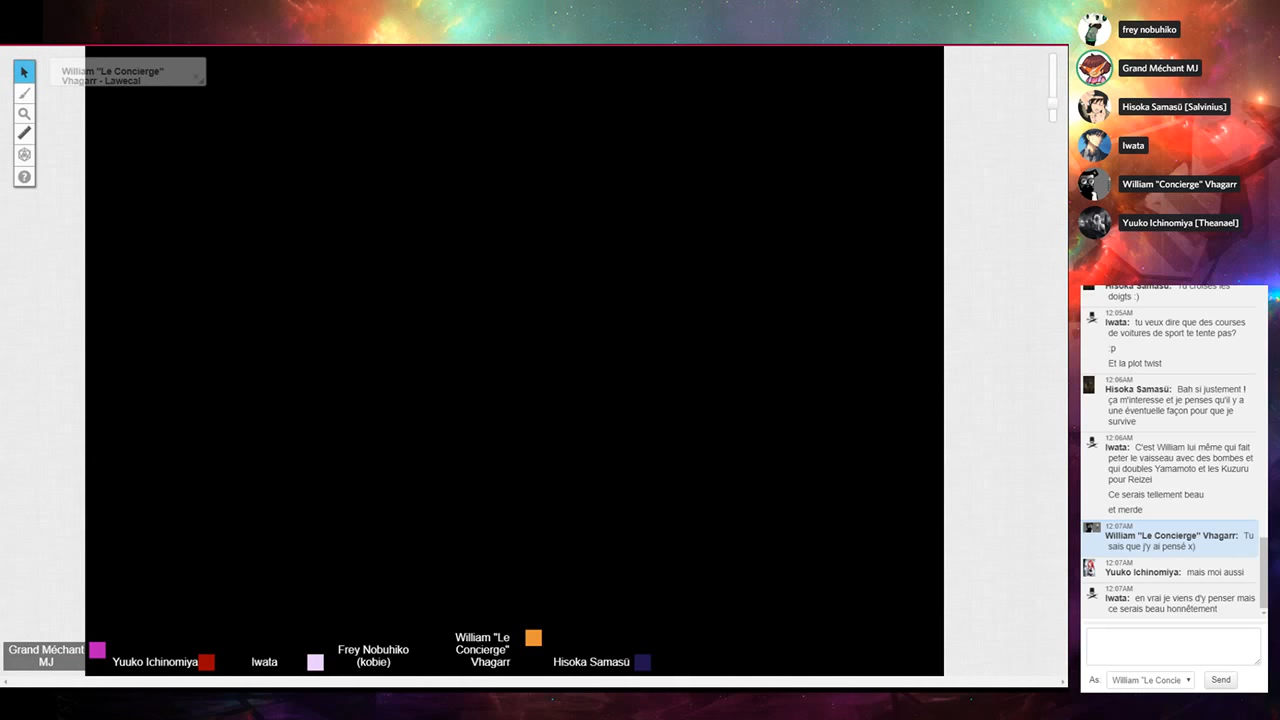 William "Le Concierge"
Vhagarr - Lawecal
Grand Méchant
MJ
Yuuko Ichinomiya
Iwata
Frey Nobuhiko
(kobie)
William "Le
Concierge"
Vhagarr
Hisoka Samasü
frey nobuhiko
Grand Méchant MJ
Hisoka Samasü [Salvinius]
Iwata
William "Concierge" Vhagarr
Yuuko Ichinomiya [Theanael]
Hisoka Samasü: Tu croises les
doigts :)
12:05AM
Iwata: tu veux dire que des courses
de voitures de sport te tente pas?
:p
Et la plot twist
12:06AM
Hisoka Samasü: Bah si justement !
ça m'interesse et je penses qu'il y a
une éventuelle façon pour que je
survive
12:06AM
Iwata: C'est William lui même qui fait
peter le vaisseau avec des bombes et
qui doubles Yamamoto et les Kuzuru
pour Reizei
Ce serais tellement beau
et merde
12:07AM
William "Le Concierge" Vhagarr: Tu
sais que j'y ai pensé x)
12:07AM
Yuuko Ichinomiya: mais moi aussi
12:07AM
Iwata: en vrai je viens d'y penser mais
ce serais beau honnêtement
As: William "Le Concie Send